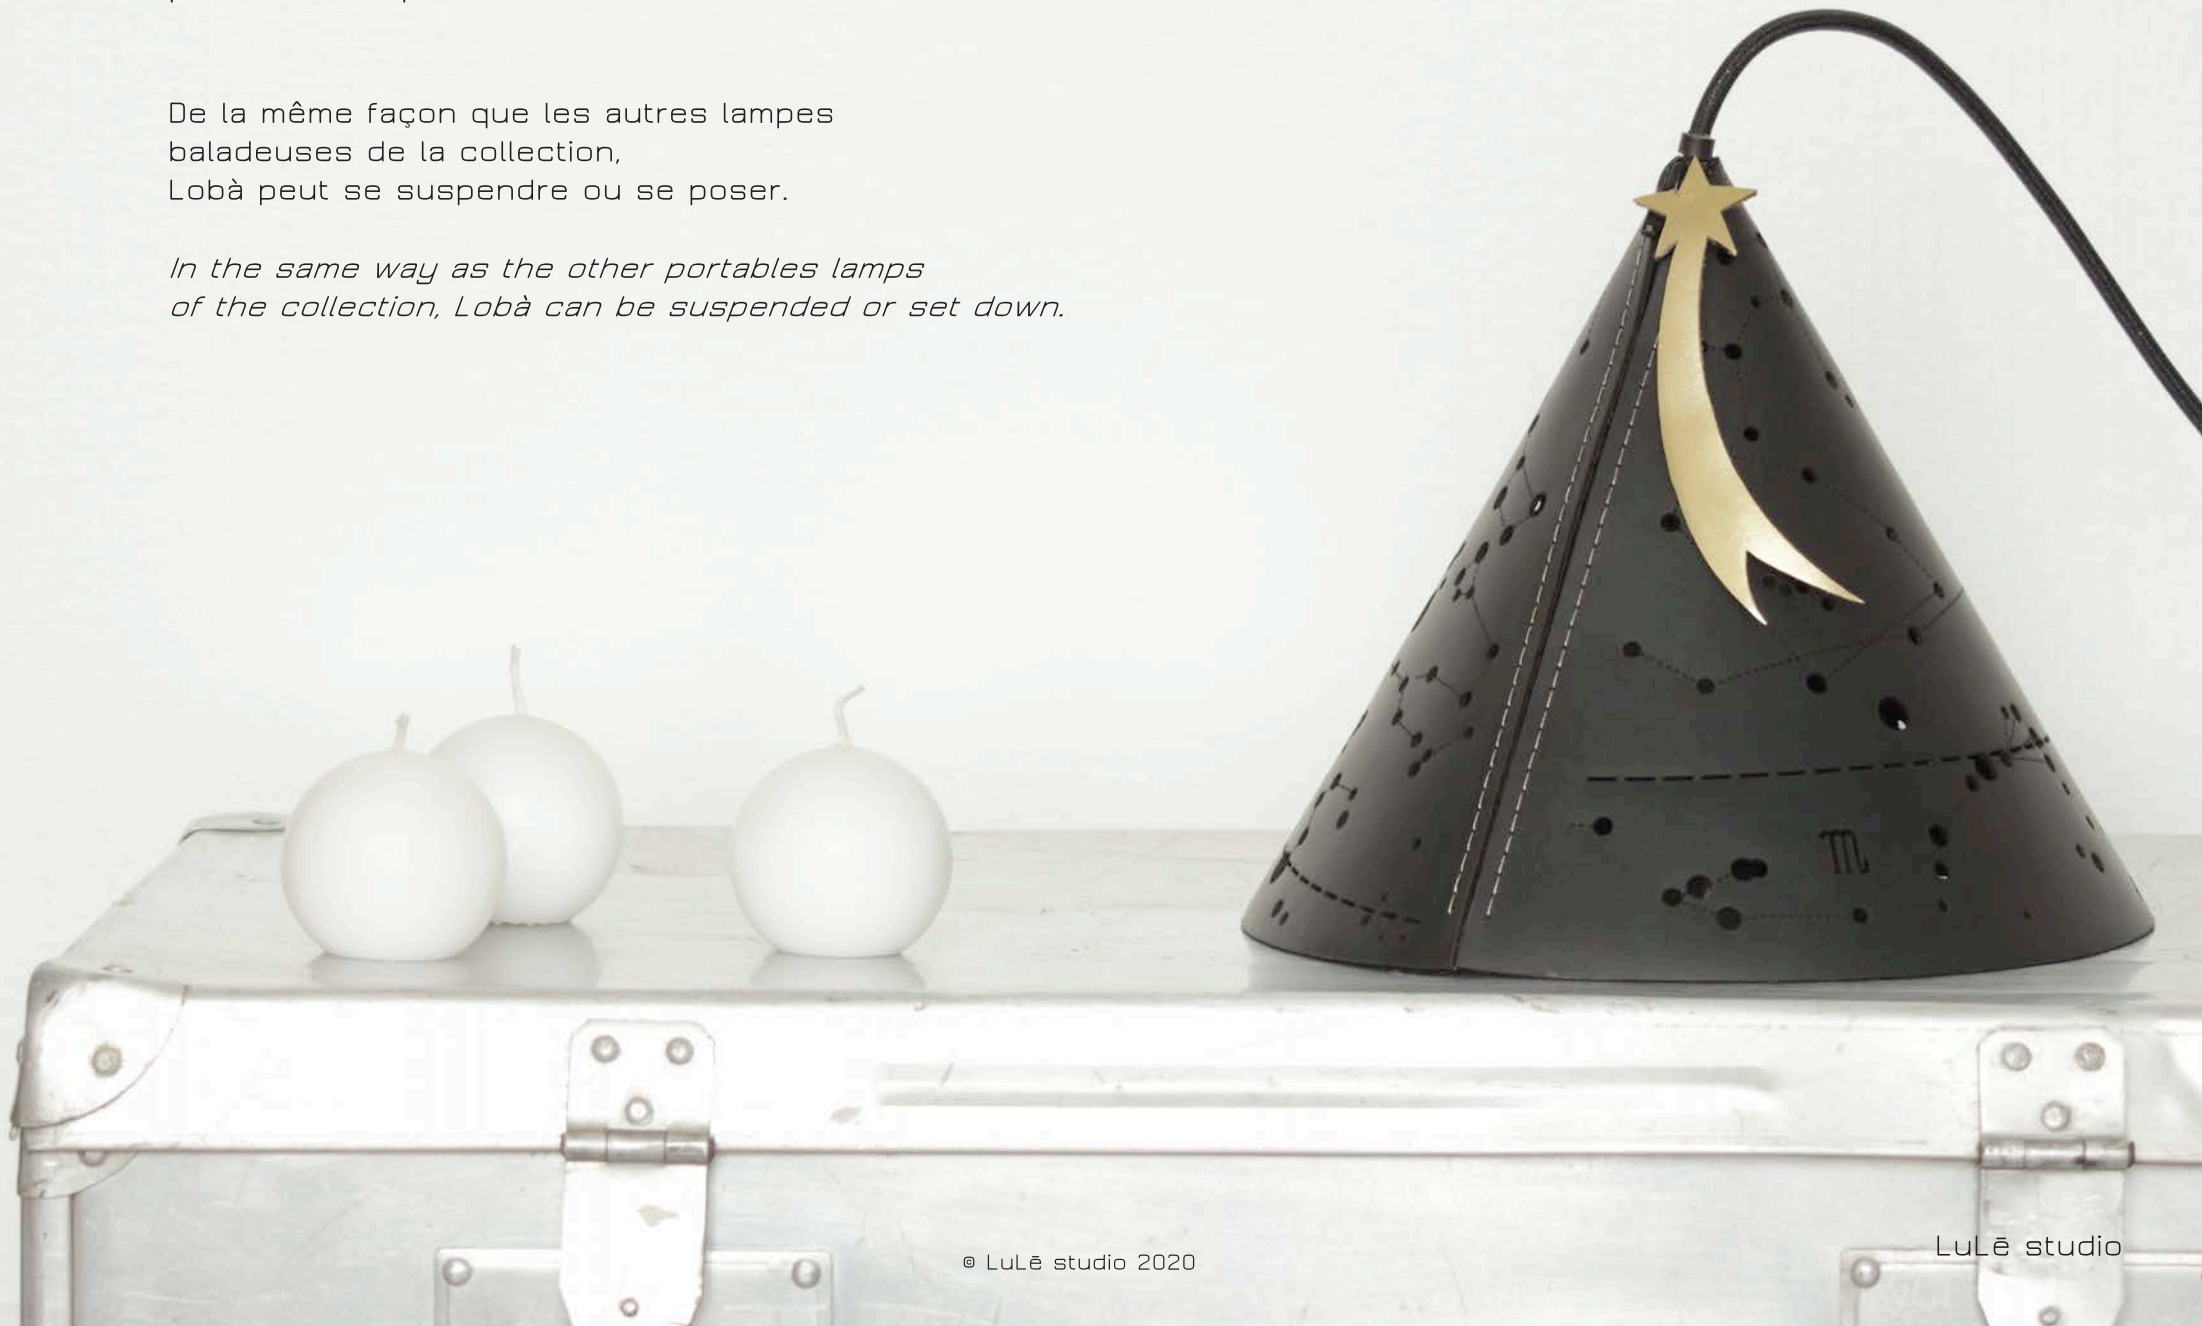 De la même façon que les autres lampes
baladeuses de la collection,
Lobà peut se suspendre ou se poser.
In the same way as the other portables lamps
of the collection, Lobà can be suspended or set down.
© LuLē studio 2020
LuLē studio